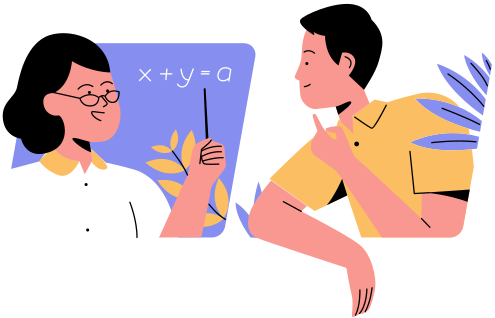 x + y = a